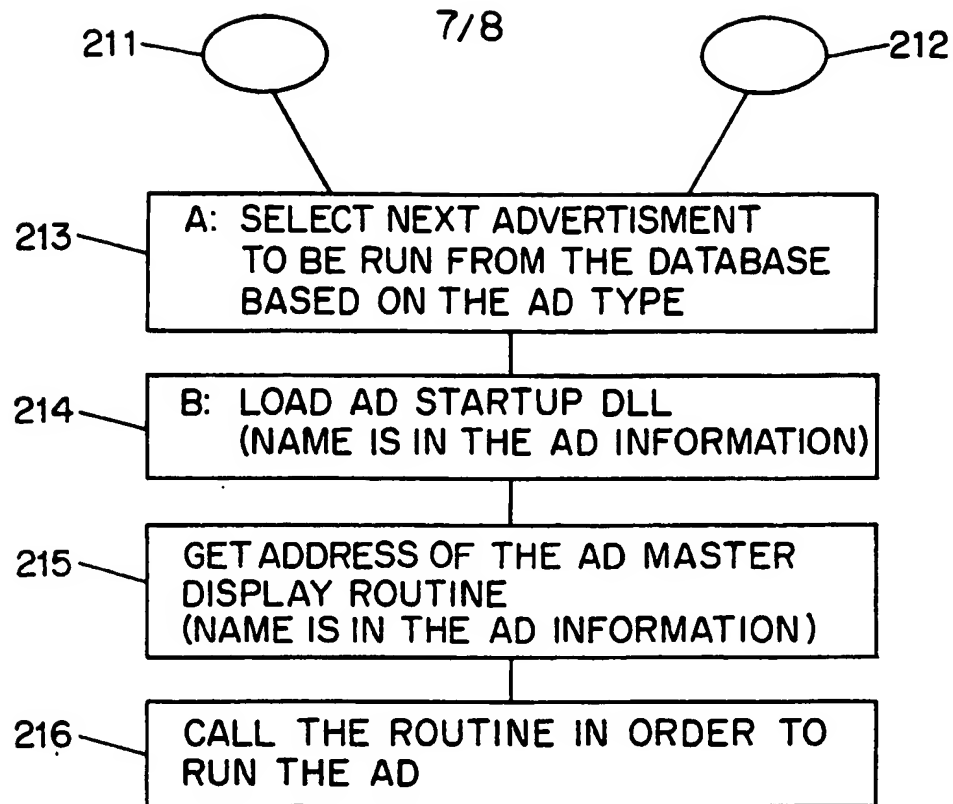 7/8
211
212
213
A: SELECT NEXT ADVERTISMENT
TO BE RUN FROM THE DATABASE
BASED ON THE AD TYPE
214
B: LOAD AD STARTUP DLL
(NAME IS IN THE AD INFORMATION)
215
GET ADDRESS OF THE AD MASTER
DISPLAY ROUTINE
(NAME IS IN THE AD INFORMATION)
216
CALL THE ROUTINE IN ORDER TO
RUN THE AD